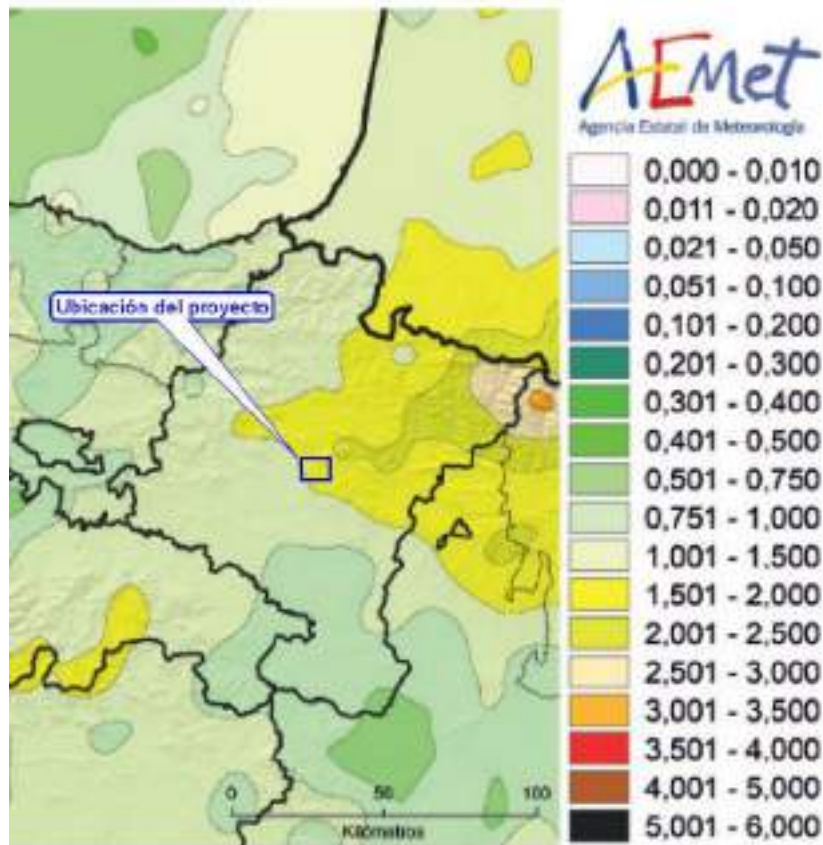 AEMet
Agencia Estatal de Meteorología
0,000 - 0,010
0,011 - 0,020
0,021 - 0,050
0,051 - 0,100
0,101 - 0,200
0,201 - 0,300
0,301 - 0,400
0,401 - 0,500
0,501 - 0,750
0,751 - 1,000
1,001 - 1,500
1,501 - 2,000
2,001 - 2,500
2,501 - 3,000
3,001 - 3,500
3,501 - 4,000
4,001 - 5,000
5,001 - 6,000
Ubicación del proyecto
0 50 100
Kilómetros